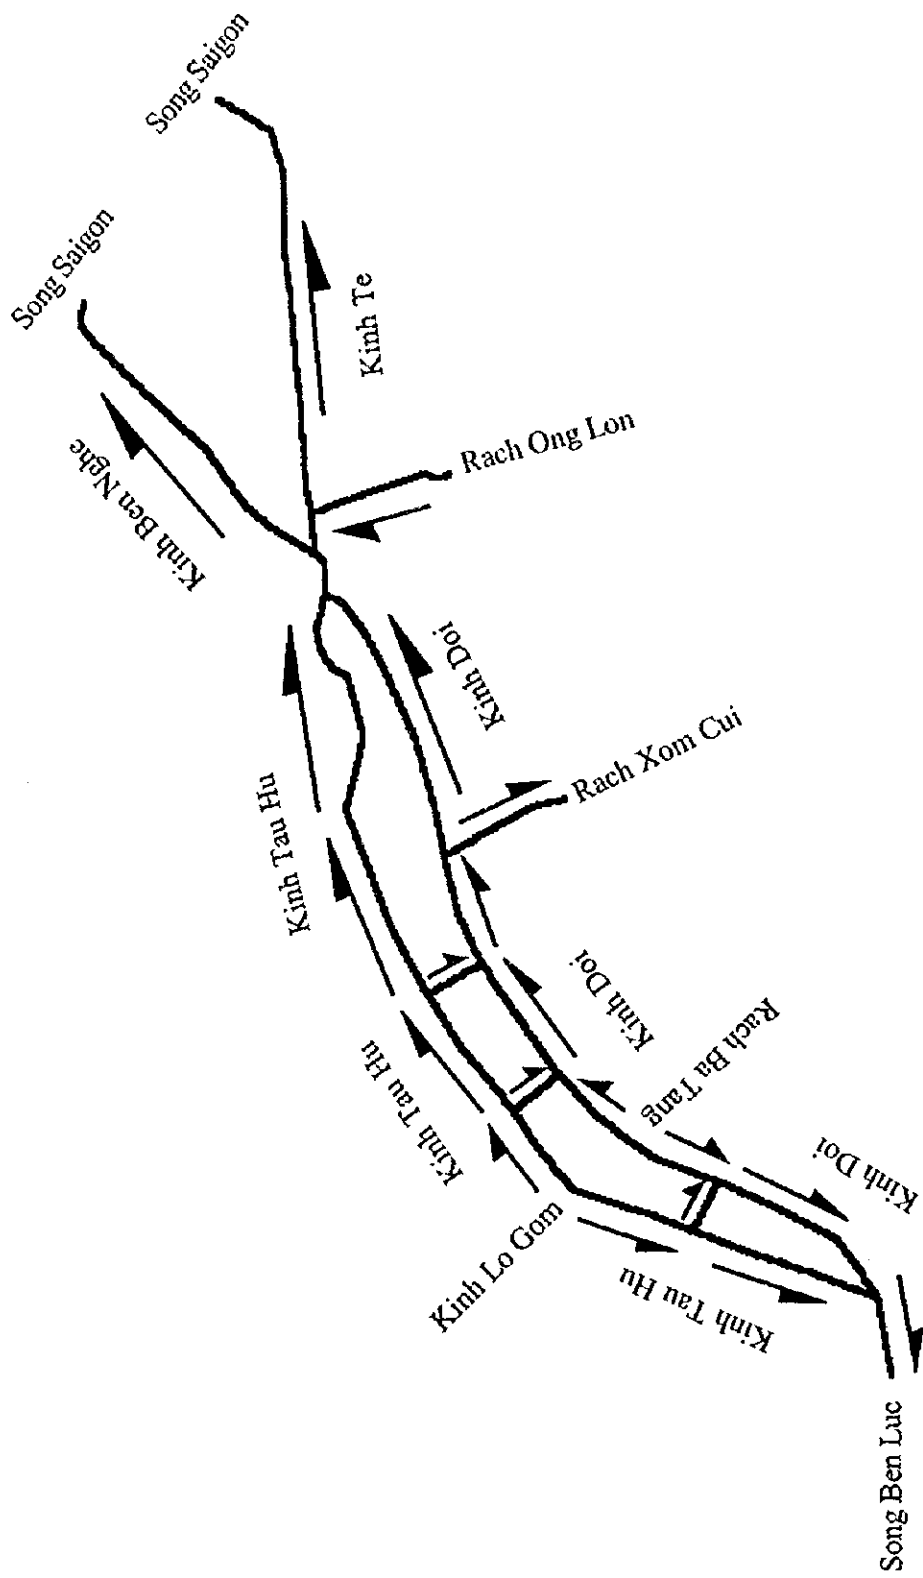 Song Saigon
Song Saigon
Kinh Te
Kinh Ben Nghe
Rach Ong Lon
Kinh Doi
Rach Xom Cui
Kinh Tau Hu
Kinh Doi
Kinh Tau Hu
Rach Ba Tang
Kinh Doi
Kinh Lo Gom
Kinh Tau Hu
Song Ben Luc